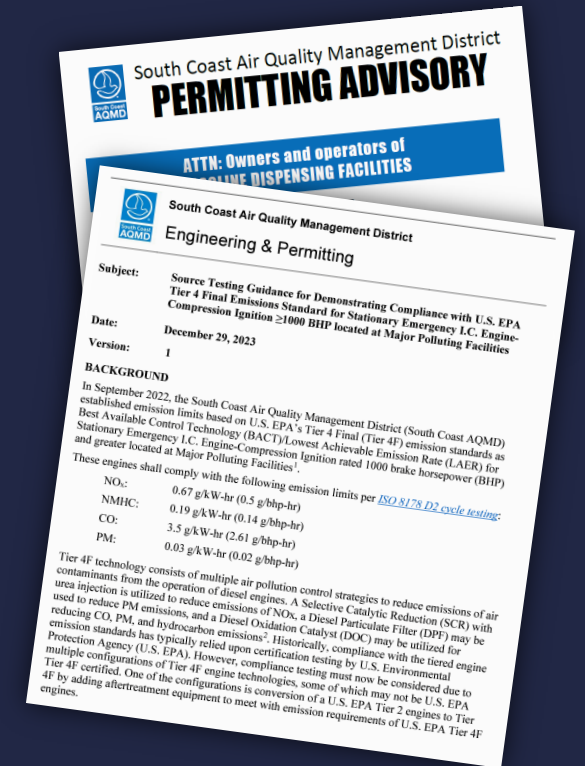 South Coast
AQMD
South Coast Air Quality Management District
PERMITTING ADVISORY
ATTN: Owners and operators of
LINE DISPENSING FACILITIES
South Coast
AQMD
South Coast Air Quality Management District
Engineering & Permitting
Subject: Source Testing Guidance for Demonstrating Compliance with U.S. EPA
Tier 4 Final Emissions Standard for Stationary Emergency I.C. Engine-
Compression Ignition ≥1000 BHP located at Major Polluting Facilities
Date: December 29, 2023
Version: 1
BACKGROUND
In September 2022, the South Coast Air Quality Management District (South Coast AQMD)
established emission limits based on U.S. EPA's Tier 4 Final (Tier 4F) emission standards as
Best Available Control Technology (BACT)/Lowest Achievable Emission Rate (LAER) for
Stationary Emergency I.C. Engine-Compression Ignition rated 1000 brake horsepower (BHP)
and greater located at Major Polluting Facilities¹.
These engines shall comply with the following emission limits per ISO 8178 D2 cycle testing:
NOₓ: 0.67 g/kW-hr (0.5 g/bhp-hr)
NMHC: 0.19 g/kW-hr (0.14 g/bhp-hr)
CO: 3.5 g/kW-hr (2.61 g/bhp-hr)
PM: 0.03 g/kW-hr (0.02 g/bhp-hr)
Tier 4F technology consists of multiple air pollution control strategies to reduce emissions of air
contaminants from the operation of diesel engines. A Selective Catalytic Reduction (SCR) with
urea injection is utilized to reduce emissions of NOx, a Diesel Particulate Filter (DPF) may be
used to reduce PM emissions, and a Diesel Oxidation Catalyst (DOC) may be utilized for
reducing CO, PM, and hydrocarbon emissions². Historically, compliance with the tiered engine
emission standards has typically relied upon certification testing by U.S. Environmental
Protection Agency (U.S. EPA). However, compliance testing must now be considered due to
multiple configurations of Tier 4F engine technologies, some of which may not be U.S. EPA
Tier 4F certified. One of the configurations is conversion of a U.S. EPA Tier 2 engines to Tier
4F by adding aftertreatment equipment to meet with emission requirements of U.S. EPA Tier 4F
engines.